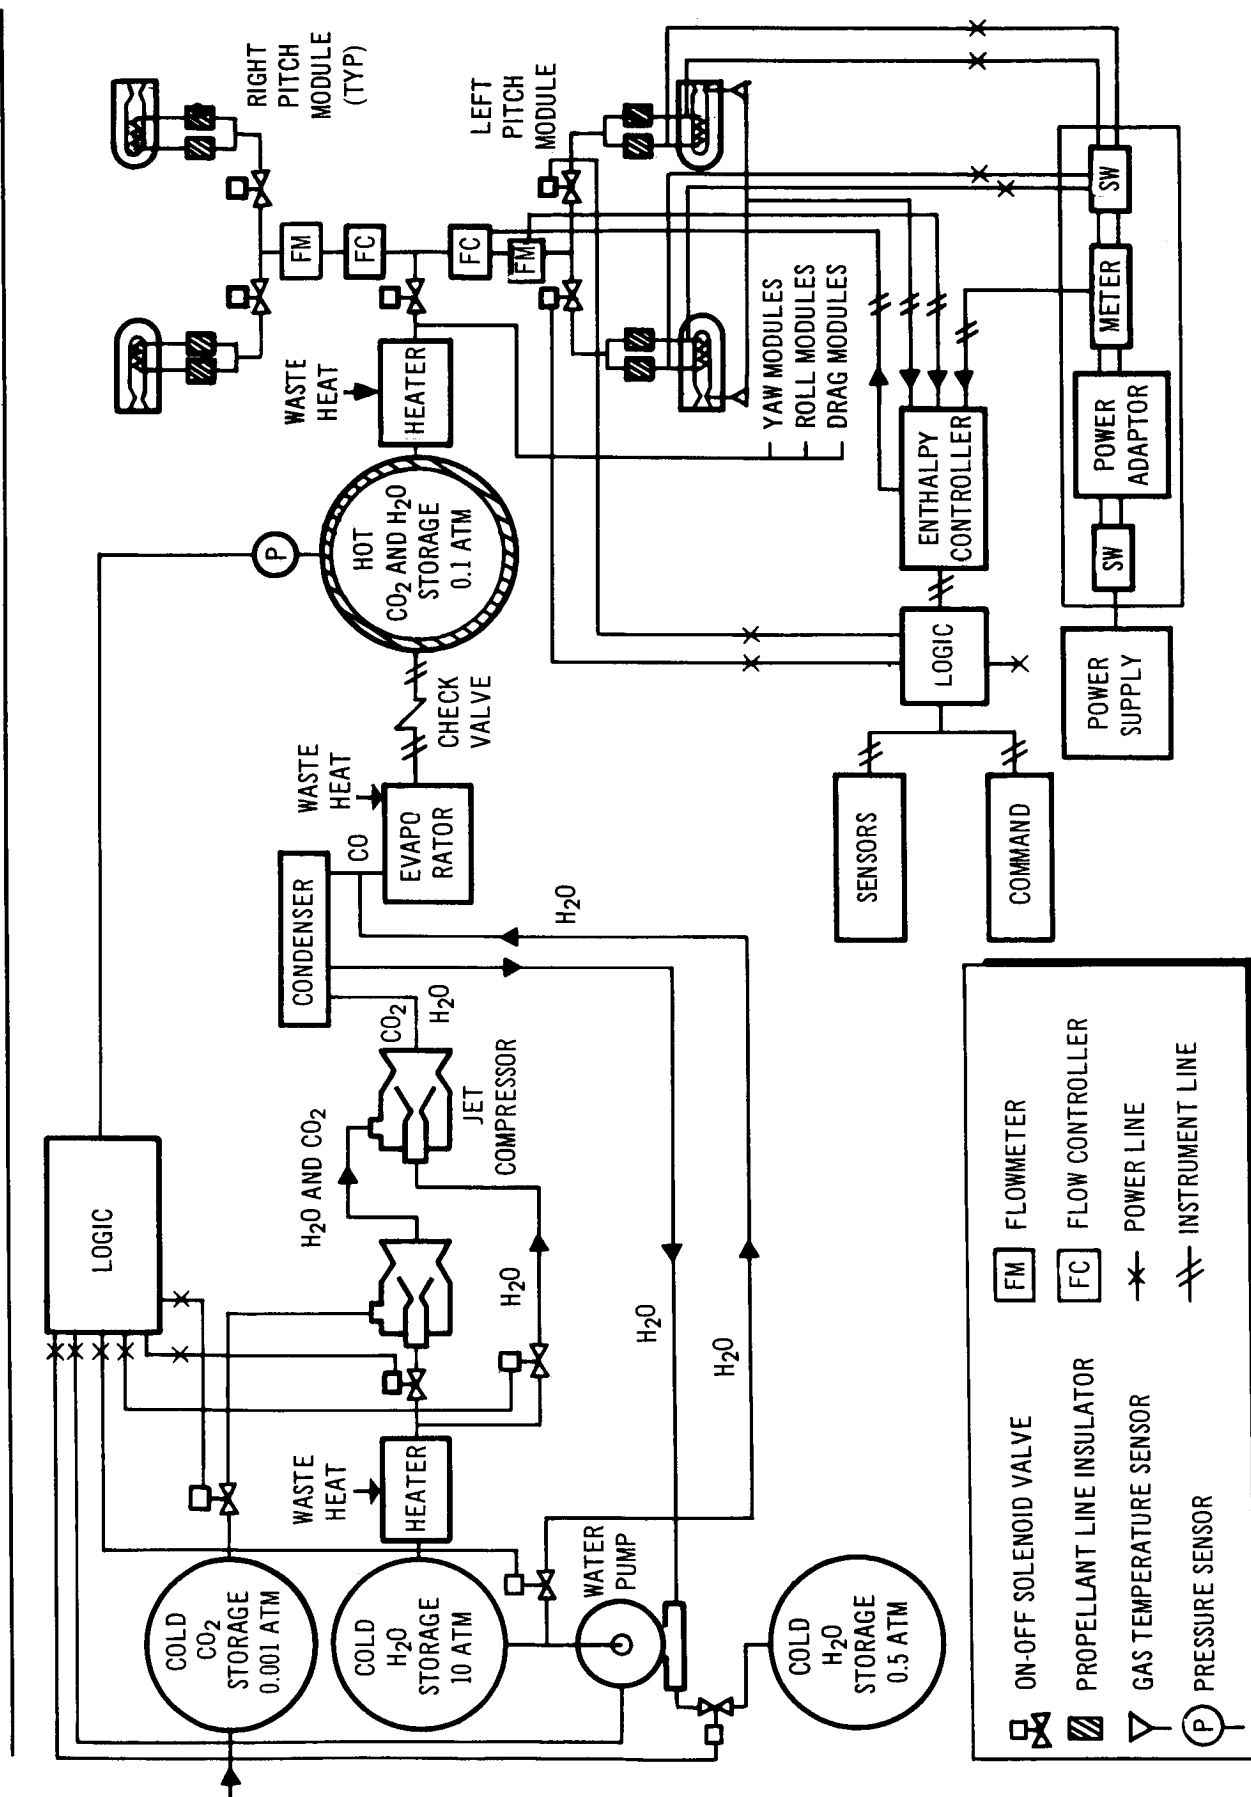 RIGHT
PITCH
MODULE
(TYP)
LEFT
PITCH
MODULE
FM
FC
FC
FM
WASTE
HEAT
HEATER
P
HOT
CO2 AND H2O
STORAGE
0.1 ATM
CHECK
VALVE
WASTE
HEAT
EVAPO
RATOR
CO
CONDENSER
H2O
CO2
H2O
JET
COMPRESSOR
H2O AND CO2
H2O
LOGIC
WASTE
HEAT
HEATER
COLD
CO2
STORAGE
0.001 ATM
COLD
H2O
STORAGE
10 ATM
WATER
PUMP
H2O
H2O
COLD
H2O
STORAGE
0.5 ATM
YAW MODULES
ROLL MODULES
DRAG MODULES
ENTHALPY
CONTROLLER
LOGIC
SENSORS
COMMAND
SW
METER
POWER
ADAPTOR
SW
POWER
SUPPLY
ON-OFF SOLENOID VALVE
PROPELLANT LINE INSULATOR
GAS TEMPERATURE SENSOR
P PRESSURE SENSOR
FM FLOWMETER
FC FLOW CONTROLLER
POWER LINE
INSTRUMENT LINE